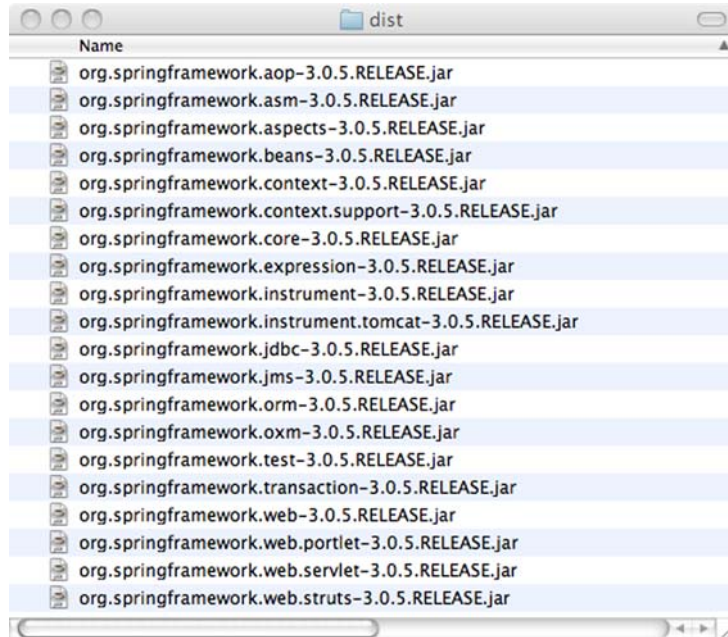 dist
Name
org.springframework.aop-3.0.5.RELEASE.jar
org.springframework.asm-3.0.5.RELEASE.jar
org.springframework.aspects-3.0.5.RELEASE.jar
org.springframework.beans-3.0.5.RELEASE.jar
org.springframework.context-3.0.5.RELEASE.jar
org.springframework.context.support-3.0.5.RELEASE.jar
org.springframework.core-3.0.5.RELEASE.jar
org.springframework.expression-3.0.5.RELEASE.jar
org.springframework.instrument-3.0.5.RELEASE.jar
org.springframework.instrument.tomcat-3.0.5.RELEASE.jar
org.springframework.jdbc-3.0.5.RELEASE.jar
org.springframework.jms-3.0.5.RELEASE.jar
org.springframework.orm-3.0.5.RELEASE.jar
org.springframework.oxm-3.0.5.RELEASE.jar
org.springframework.test-3.0.5.RELEASE.jar
org.springframework.transaction-3.0.5.RELEASE.jar
org.springframework.web-3.0.5.RELEASE.jar
org.springframework.web.portlet-3.0.5.RELEASE.jar
org.springframework.web.servlet-3.0.5.RELEASE.jar
org.springframework.web.struts-3.0.5.RELEASE.jar